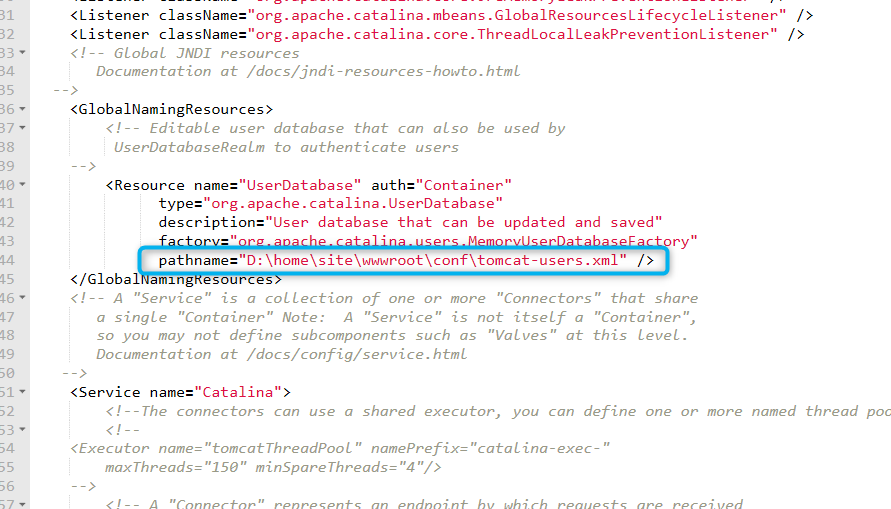 31 <Listener className="org.apache.catalina.mbeans.GlobalResourcesLifecycleListener" />
32 <Listener className="org.apache.catalina.core.ThreadLocalLeakPreventionListener" />
33 <!-- Global JNDI resources
34 Documentation at /docs/jndi-resources-howto.html
35 -->
36 <GlobalNamingResources>
37 <!-- Editable user database that can also be used by
38 UserDatabaseRealm to authenticate users
39 -->
40 <Resource name="UserDatabase" auth="Container"
41 type="org.apache.catalina.UserDatabase"
42 description="User database that can be updated and saved"
43 factory="org.apache.catalina.users.MemoryUserDatabaseFactory"
44 pathname="D:\home\site\wwwroot\conf\tomcat-users.xml" />
45 </GlobalNamingResources>
46 <!-- A "Service" is a collection of one or more "Connectors" that share
47 a single "Container" Note:  A "Service" is not itself a "Container",
48 so you may not define subcomponents such as "Valves" at this level.
49 Documentation at /docs/config/service.html
50 -->
51 <Service name="Catalina">
52 <!--The connectors can use a shared executor, you can define one or more named thread poo
53 <!--
54 <Executor name="tomcatThreadPool" namePrefix="catalina-exec-"
55 maxThreads="150" minSpareThreads="4"/>
56 -->
57 <!-- A "Connector" represents an endpoint by which requests are received